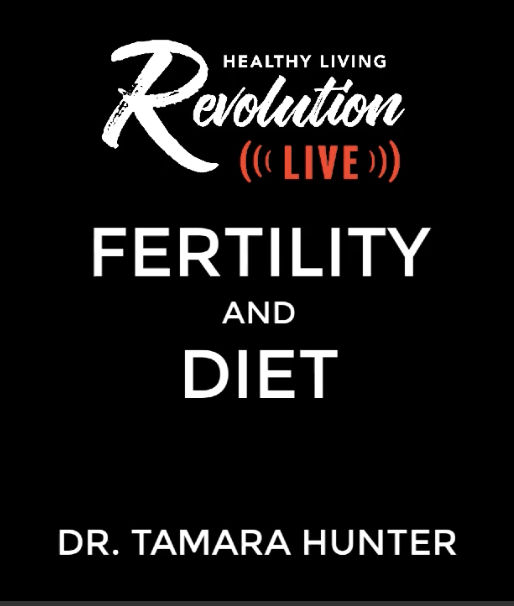 HEALTHY LIVING
Revolution
((( LIVE )))
FERTILITY
AND
DIET
DR. TAMARA HUNTER